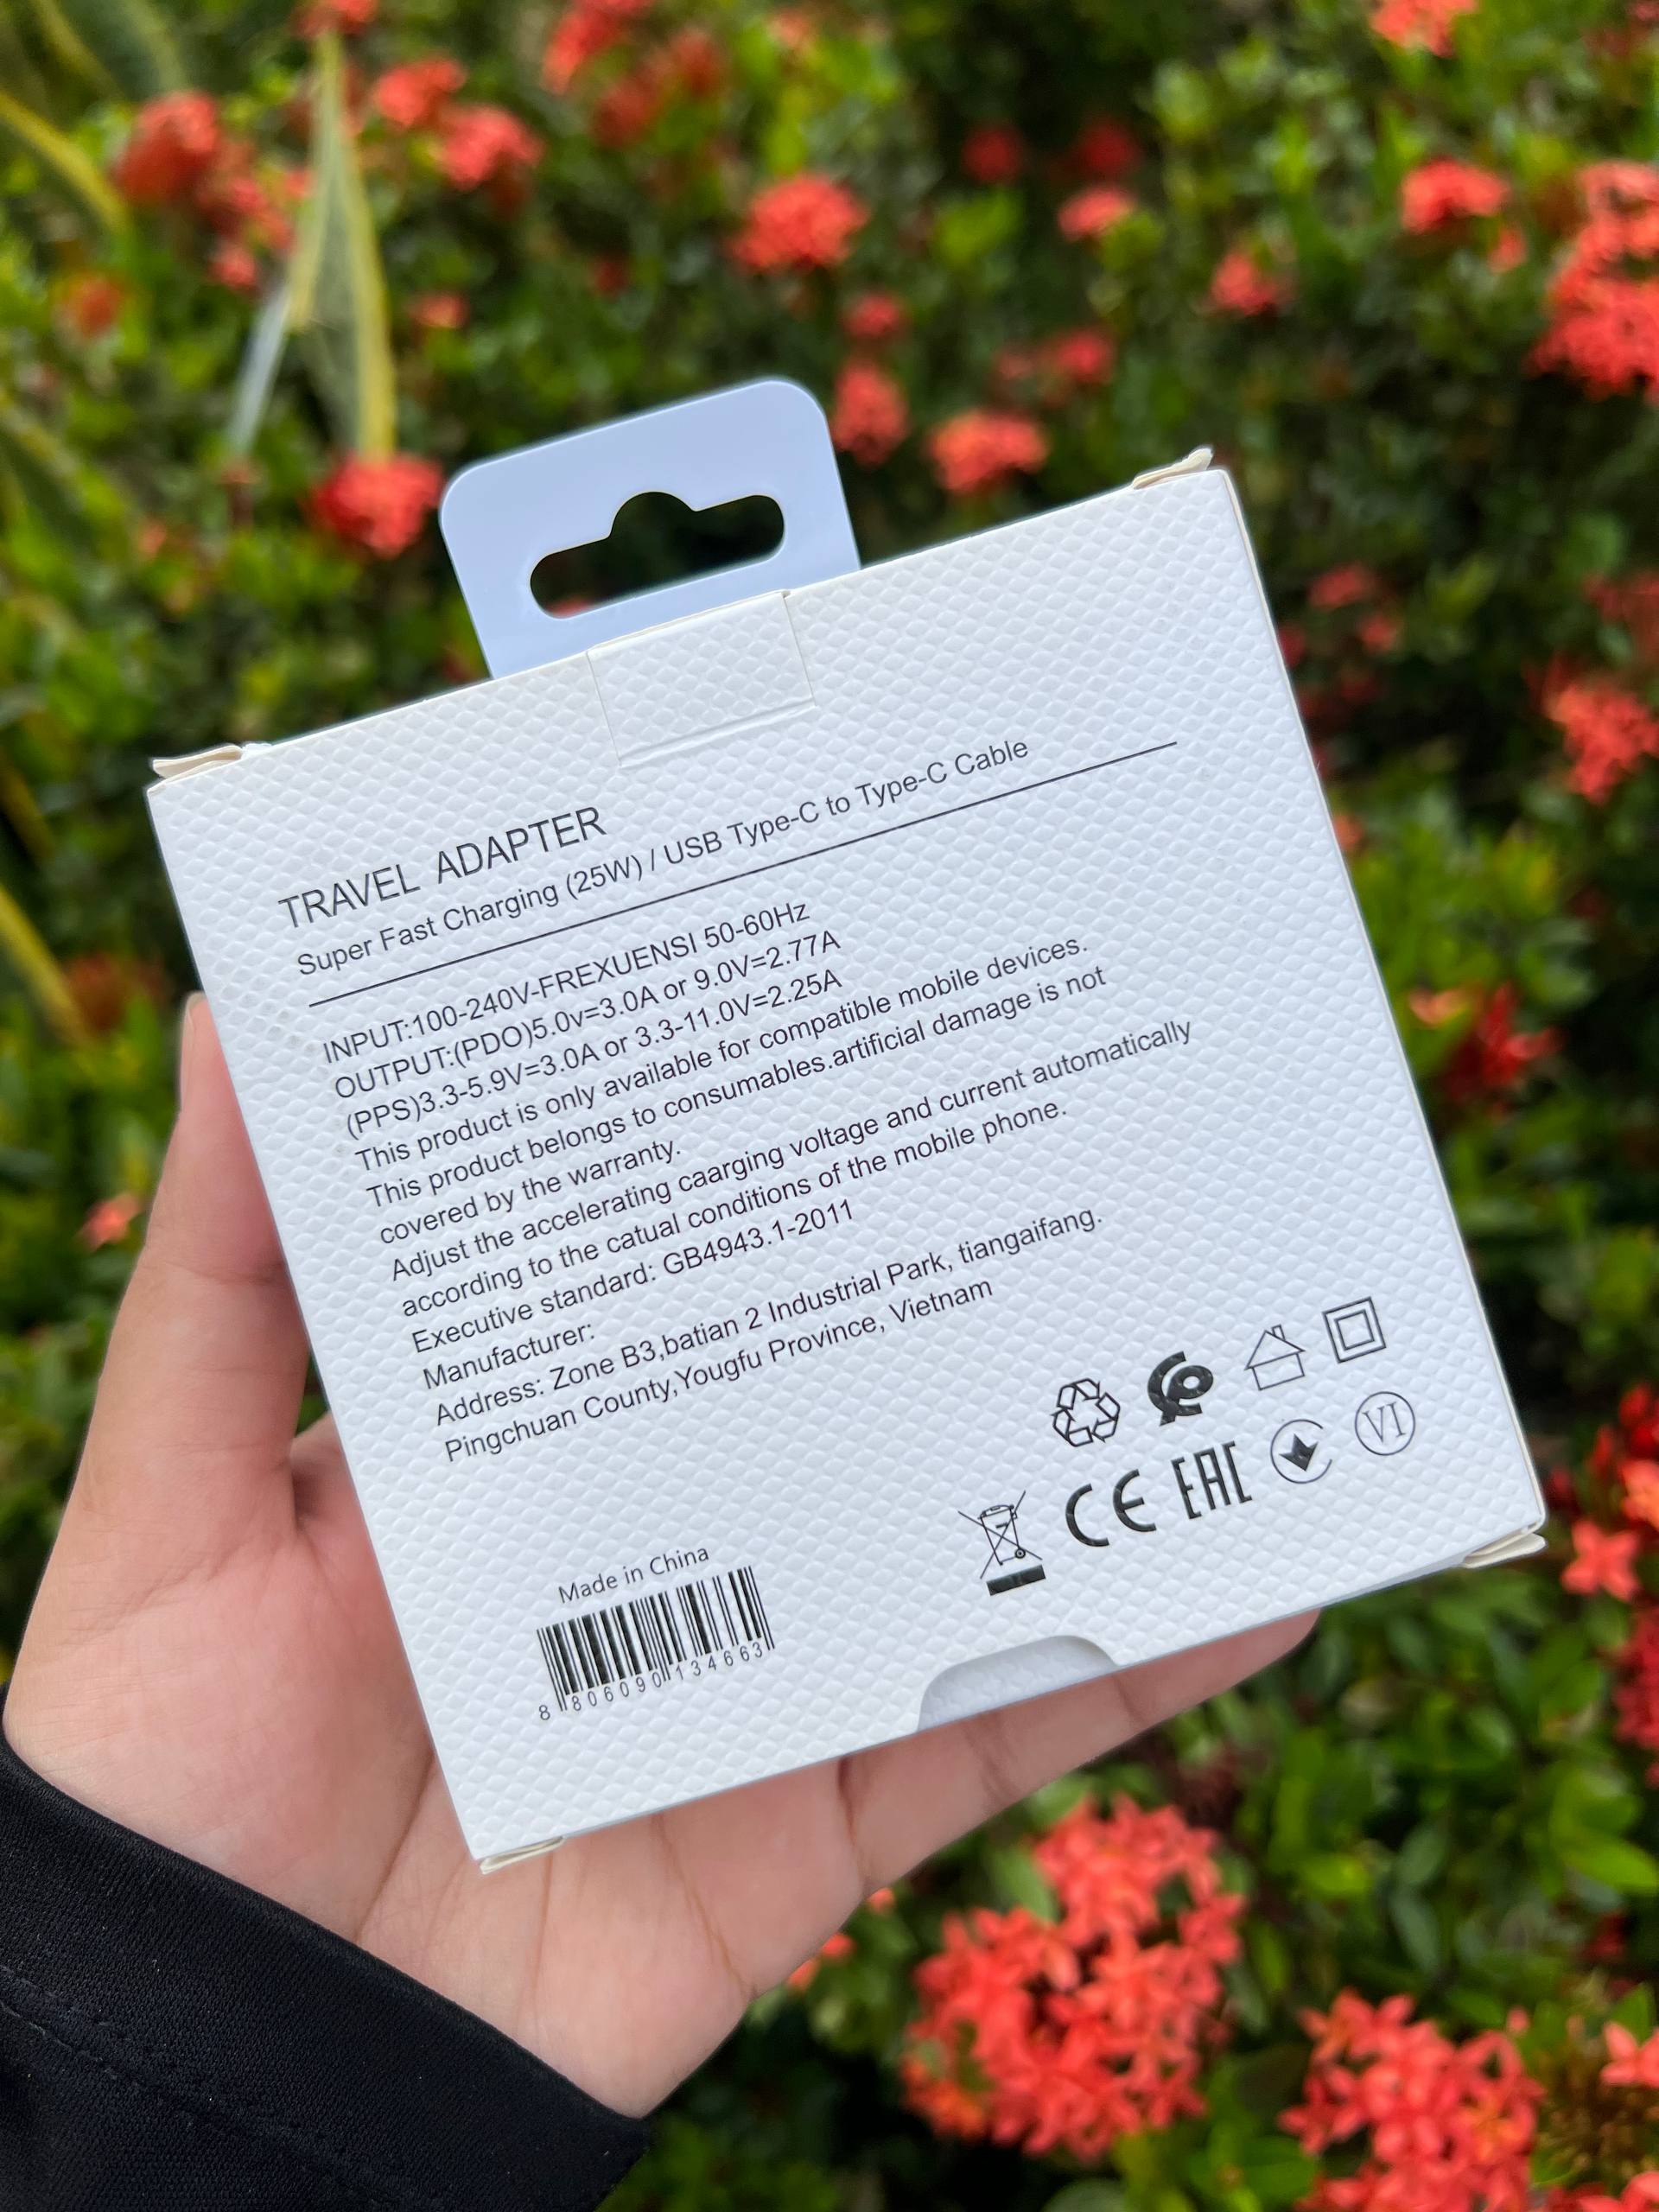 TRAVEL ADAPTER
Super Fast Charging (25W) / USB Type-C to Type-C Cable
INPUT:100-240V-FREXUENSI 50-60Hz
OUTPUT:(PDO)5.0v=3.0A or 9.0V=2.77A
(PPS)3.3-5.9V=3.0A or 3.3-11.0V=2.25A
This product is only available for compatible mobile devices.
This product belongs to consumables.artificial damage is not
covered by the warranty.
Adjust the accelerating caarging voltage and current automatically
according to the catual conditions of the mobile phone.
Executive standard: GB4943.1-2011
Manufacturer:
Address: Zone B3,batian 2 Industrial Park, tiangaifang.
Pingchuan County,Yougfu Province, Vietnam
CE EAC VI
Made in China
8 806090 134663